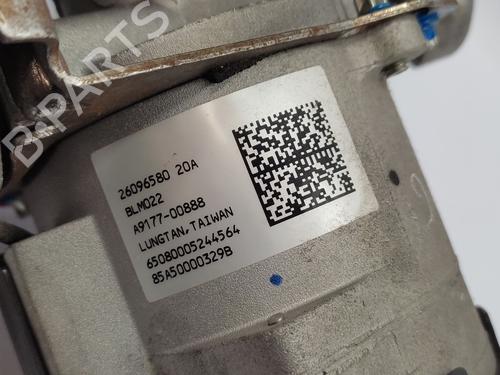 B-PARTS
26096580 20A
BLM022
A9177-00888
LUNGTAN,TAIWAN
65080005244564
85A50000329B